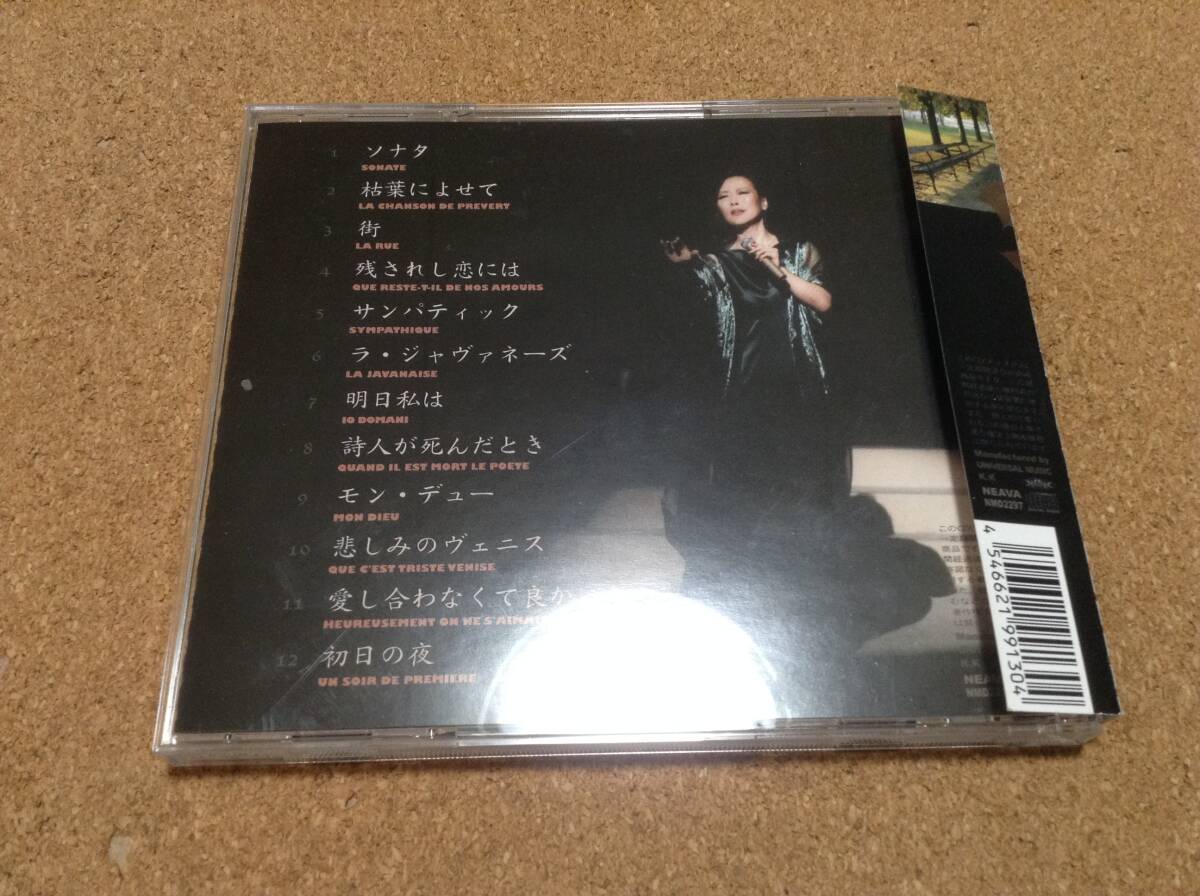 1 ソナタ
SONATE
2 枯葉によせて
LA CHANSON DE PREVERT
3 街
LA RUE
4 残されし恋には
QUE RESTE-T-IL DE NOS AMOURS
5 サンパティック
SYMPATHIQUE
6 ラ・ジャヴァネーズ
LA JAVANAISE
7 明日私は
IO DOMANI
8 詩人が死んだとき
QUAND IL EST MORT LE POETE
9 モン・デュー
MON DIEU
10 悲しみのヴェニス
QUE C'EST TRISTE VENISE
11 愛し合わなくて良か
HEUREUSEMENT ON NE S'AIMAIT
12 初日の夜
UN SOIR DE PREMIERE
Manufactured by
UNIVERSAL MUSIC
K.K
NEAVA
NMD2297
4 546621 991304
K.K